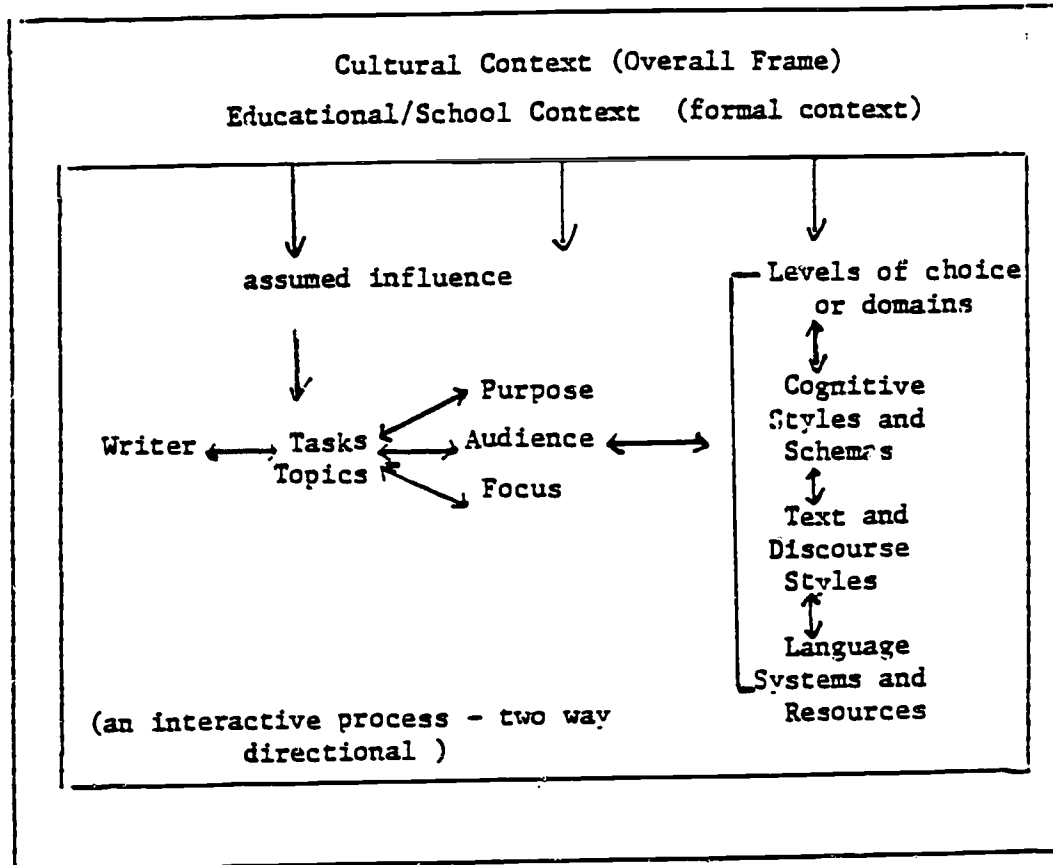 Cultural Context (Overall Frame)
Educational/School Context (formal context)
assumed influence
Levels of choice
or domains
Purpose
Cognitive
Styles and
Schemas
Writer
Tasks
Topics
Audience
Focus
Text and
Discourse
Styles
Language
Systems and
Resources
(an interactive process - two way
directional )